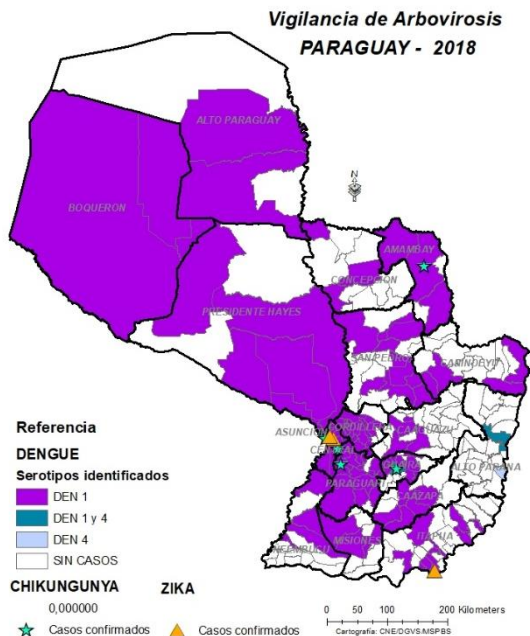 Vigilancia de Arbovirosis
PARAGUAY - 2018
ALTO PARAGUAY
BOQUERON
N
AMAMBAY
CONCEPCION
PRESIDENTE HAYES
SAN PEDRO
CANINDEYU
ASUNCION
CORDILLERA
CAAGUAZU
CENTRAL
ALTO PARANA
GUAIRA
PARAGUARI
CAAZAPA
ITAPUA
MISIONES
ÑEEMBUCU
Referencia
DENGUE
Serotipos identificados
DEN 1
DEN 1 y 4
DEN 4
SIN CASOS
CHIKUNGUNYA ZIKA
0,000000
Casos confirmados Casos confirmados
0 50 100 200 Kilometers
Cartografía: CNE/DGVS/MSPBS